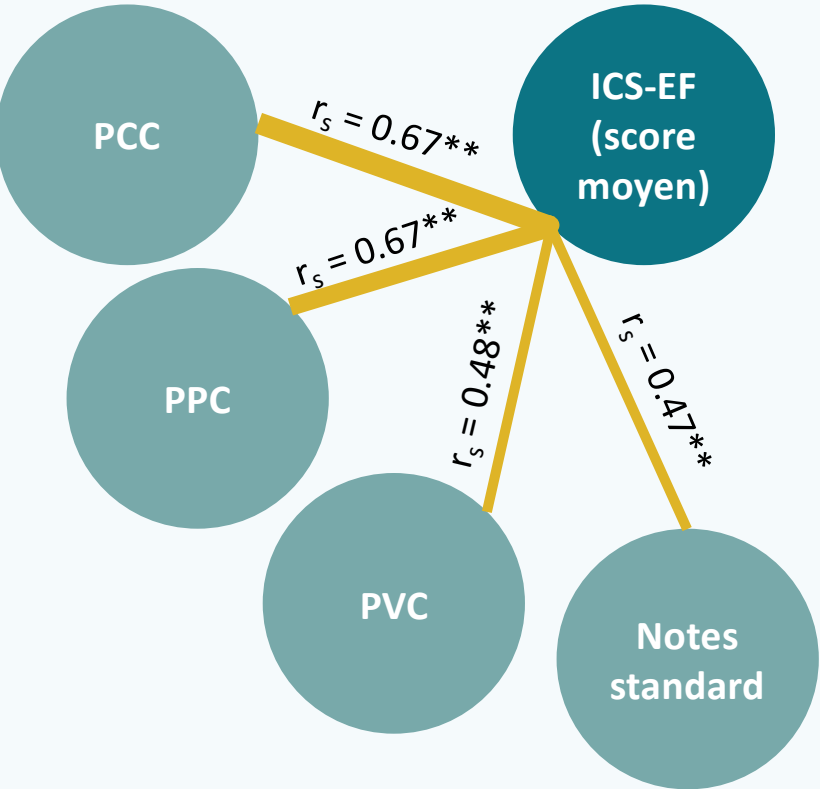 PCC
r_s = 0.67**
ICS-EF
(score
moyen)
r_s = 0.67**
PPC
r_s = 0.48**
r_s = 0.47**
PVC
Notes
standard